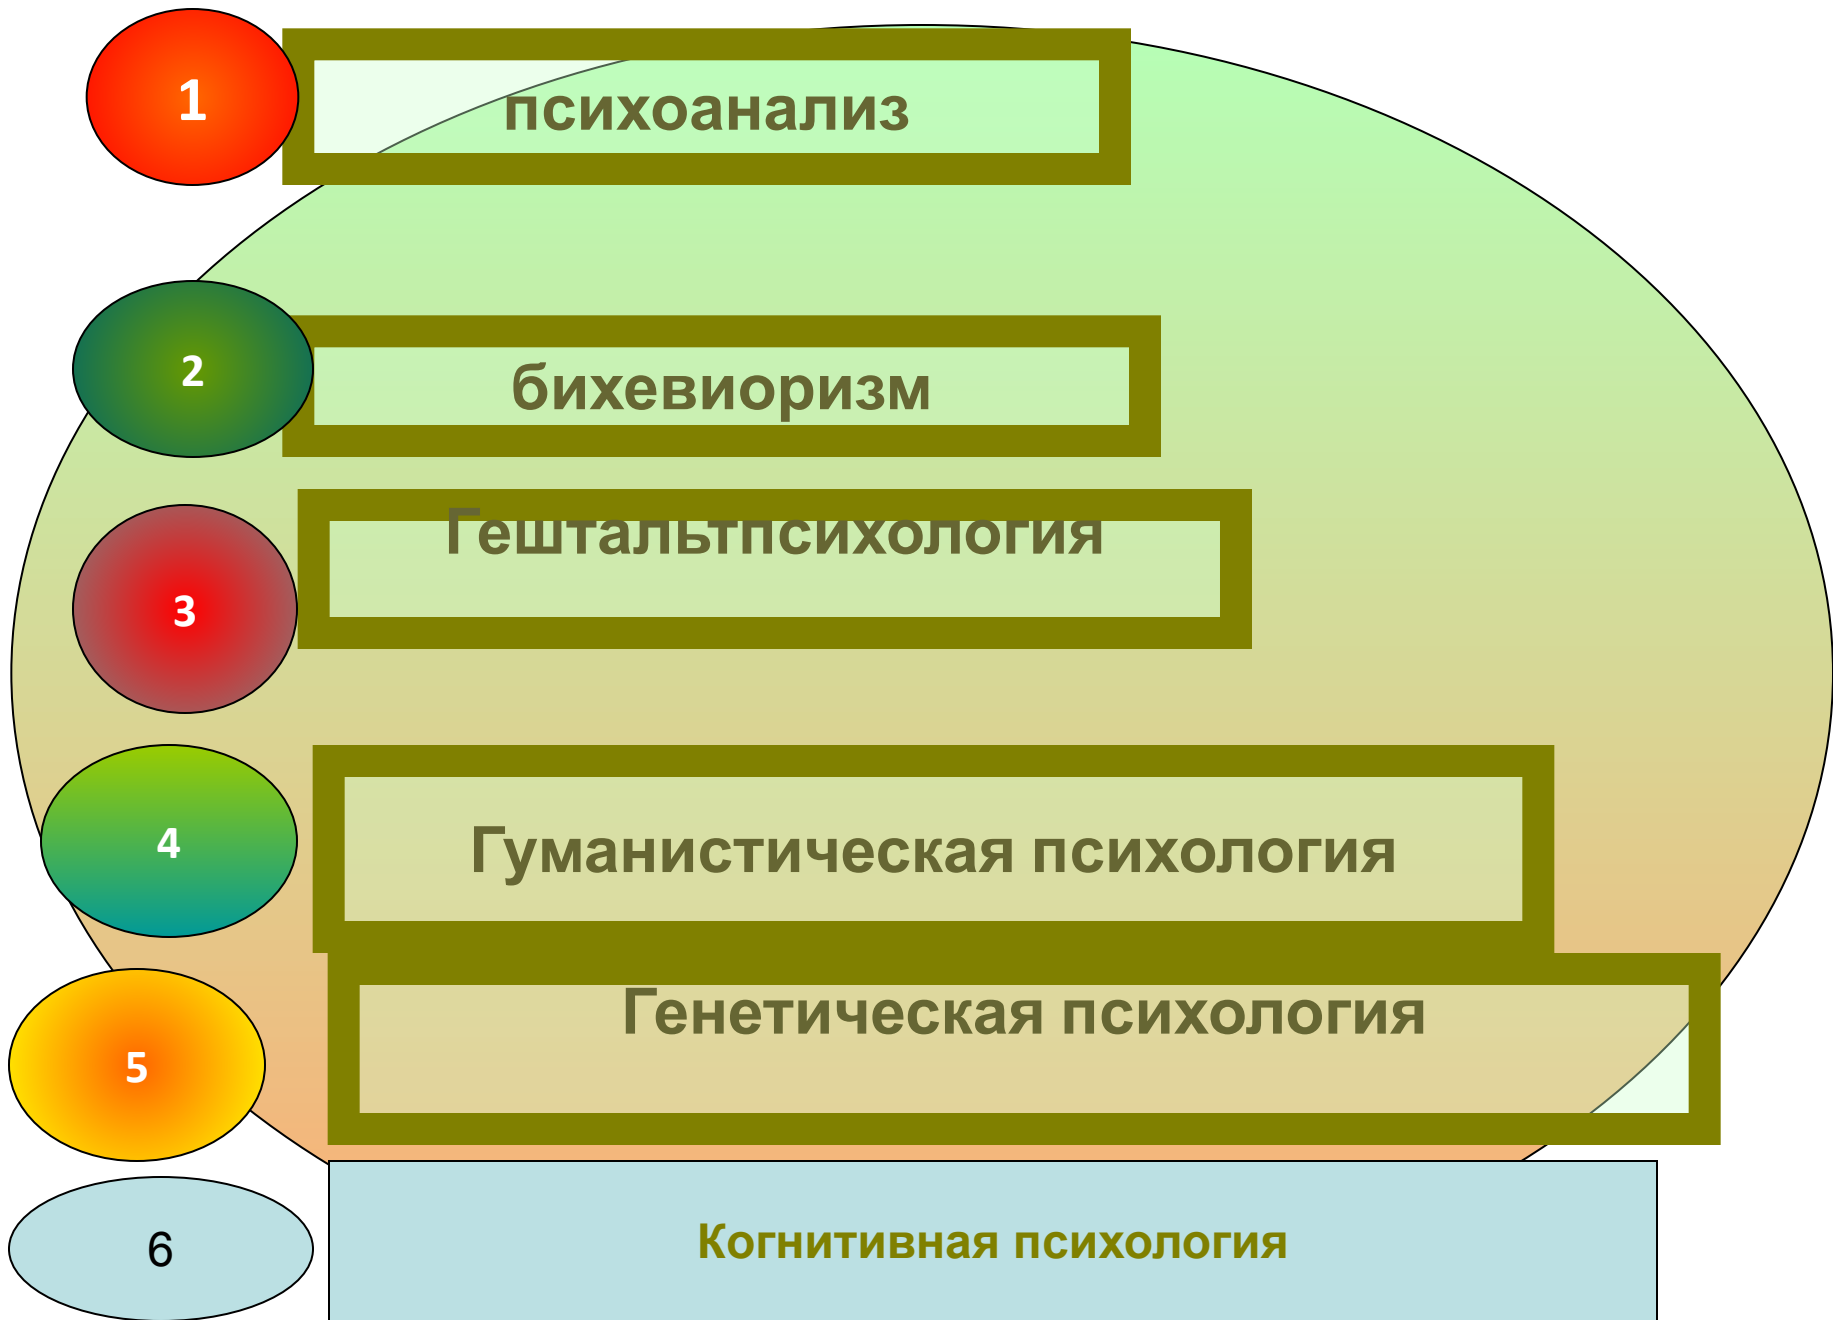 1
психоанализ
2
бихевиоризм
Гештальтпсихология
3
4
Гуманистическая психология
Генетическая психология
5
6
Когнитивная психология